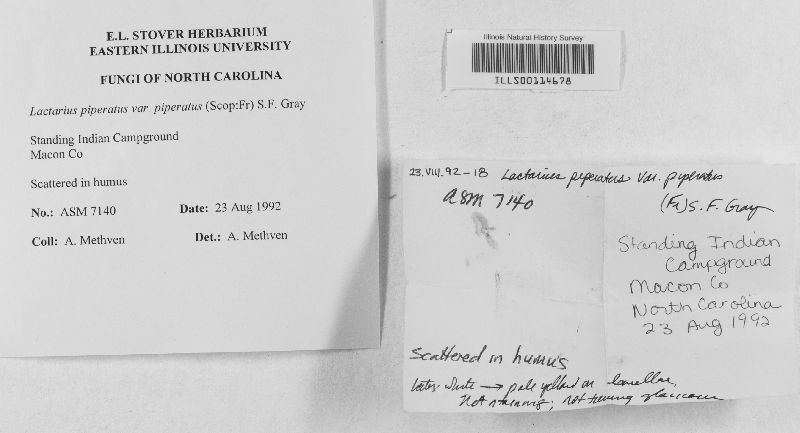 E.L. STOVER HERBARIUM
EASTERN ILLINOIS UNIVERSITY
FUNGI OF NORTH CAROLINA
Lactarius piperatus var. piperatus (Scop:Fr) S.F. Gray
Standing Indian Campground
Macon Co
Scattered in humus
No.: ASM 7140 Date: 23 Aug 1992
Coll: A. Methven Det.: A. Methven
Illinois Natural History Survey
ILLS00114678
23.VIII.92-18 Lactarius piperatus var. piperatus
ASM 7140 (Fr) S. F. Gray
Standing Indian
Campground
Macon Co
North Carolina
23 Aug 1992
Scattered in humus
latex white → pale yellow on lamellae,
Not staining; not turning glaucous